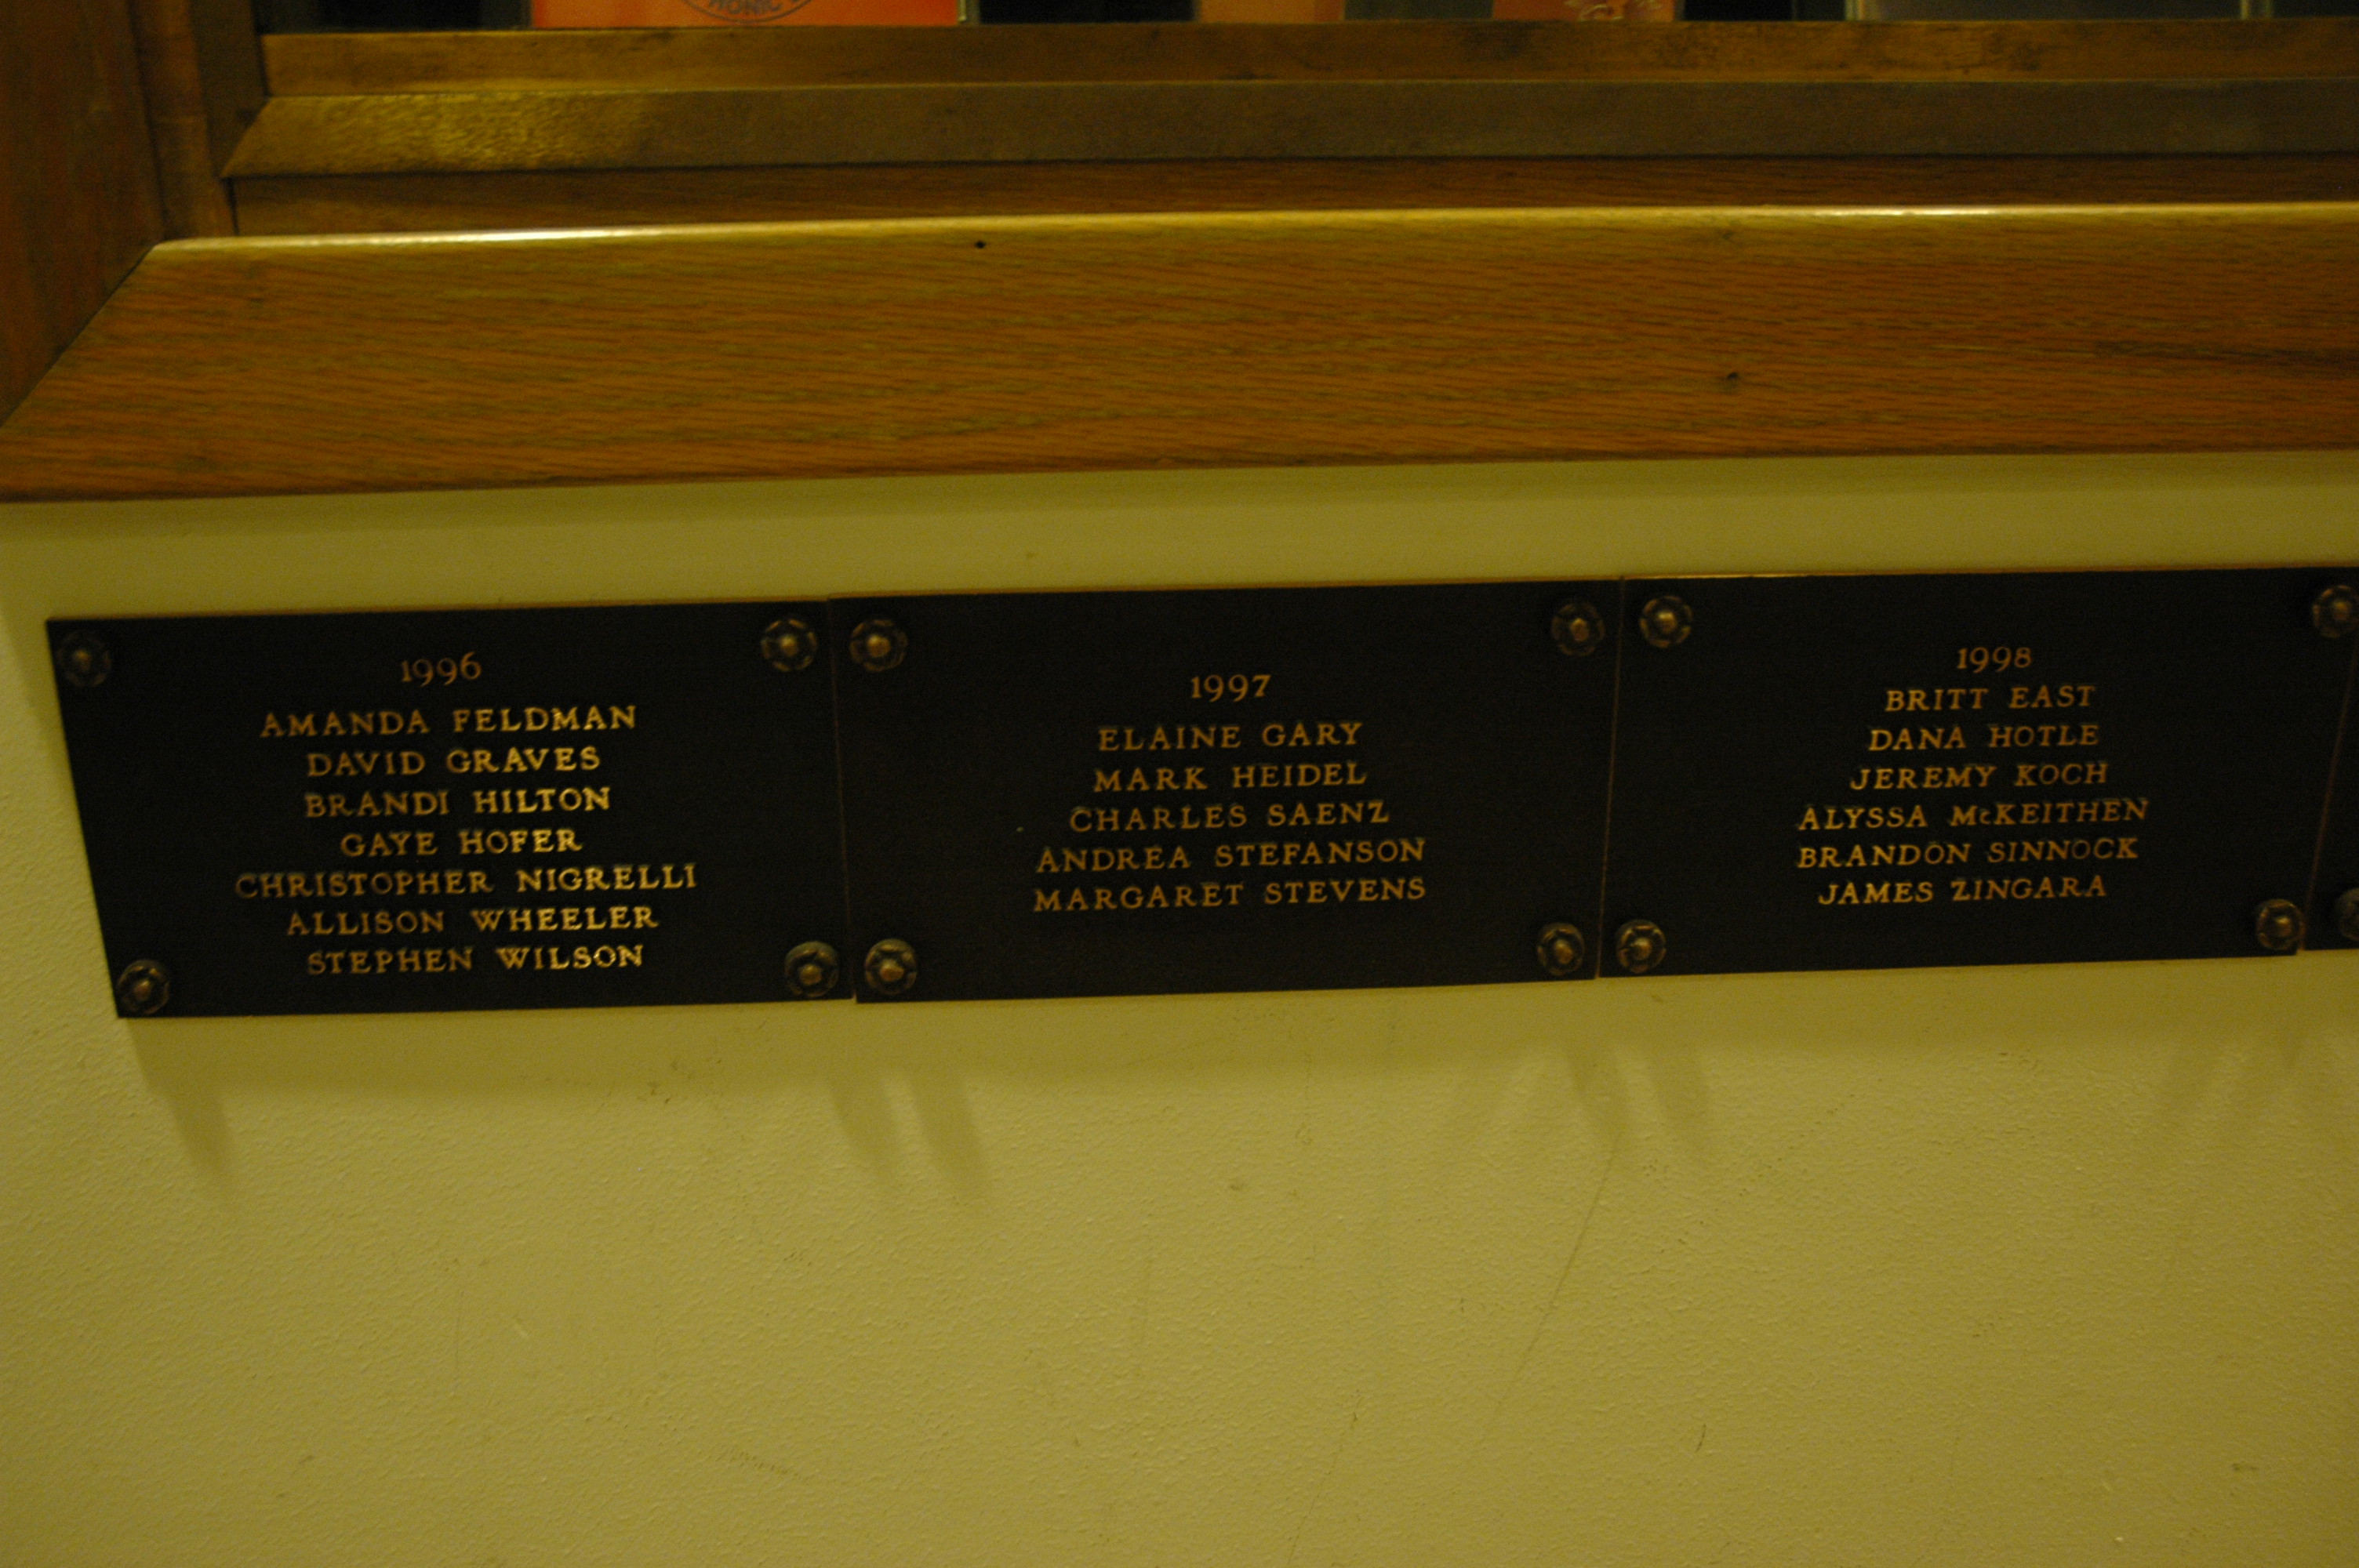 1996
AMANDA FELDMAN
DAVID GRAVES
BRANDI HILTON
GAYE HOFER
CHRISTOPHER NIGRELLI
ALLISON WHEELER
STEPHEN WILSON
1997
ELAINE GARY
MARK HEIDEL
CHARLES SAENZ
ANDREA STEFANSON
MARGARET STEVENS
1998
BRITT EAST
DANA HOTLE
JEREMY KOCH
ALYSSA McKEITHEN
BRANDON SINNOCK
JAMES ZINGARA